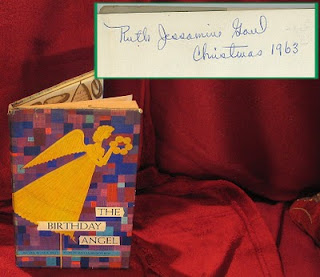 Ruth Jessamine Gaul
Christmas 1963
THE
BIRTHDAY
ANGEL